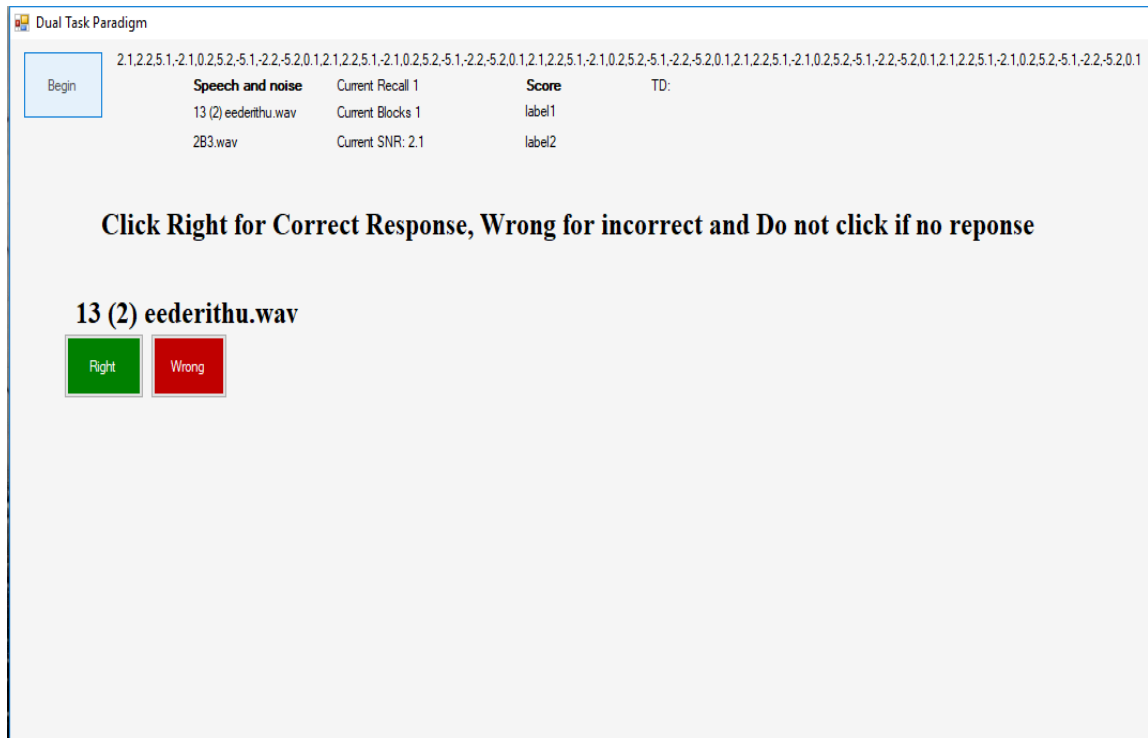 Dual Task Paradigm
2.1,2.2,5.1,-2.1,0.2,5.2,-5.1,-2.2,-5.2,0.1,2.1,2.2,5.1,-2.1,0.2,5.2,-5.1,-2.2,-5.2,0.1,2.1,2.2,5.1,-2.1,0.2,5.2,-5.1,-2.2,-5.2,0.1,2.1,2.2,5.1,-2.1,0.2,5.2,-5.1,-2.2,-5.2,0.1,2.1,2.2,5.1,-2.1,0.2,5.2,-5.1,-2.2,-5.2,0.1
Begin Speech and noise Current Recall 1 Score TD:
13 (2) eederithu.wav Current Blocks 1 label1
2B3.wav Current SNR: 2.1 label2
Click Right for Correct Response, Wrong for incorrect and Do not click if no reponse
13 (2) eederithu.wav
Right Wrong